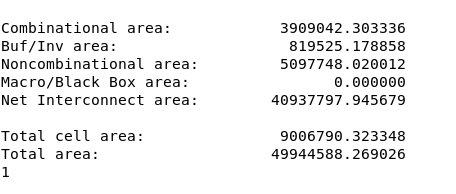 Combinational area: 3909042.303336
Buf/Inv area: 819525.178858
Noncombinational area: 5097748.020012
Macro/Black Box area: 0.000000
Net Interconnect area: 40937797.945679
Total cell area: 9006790.323348
Total area: 49944588.269026
1